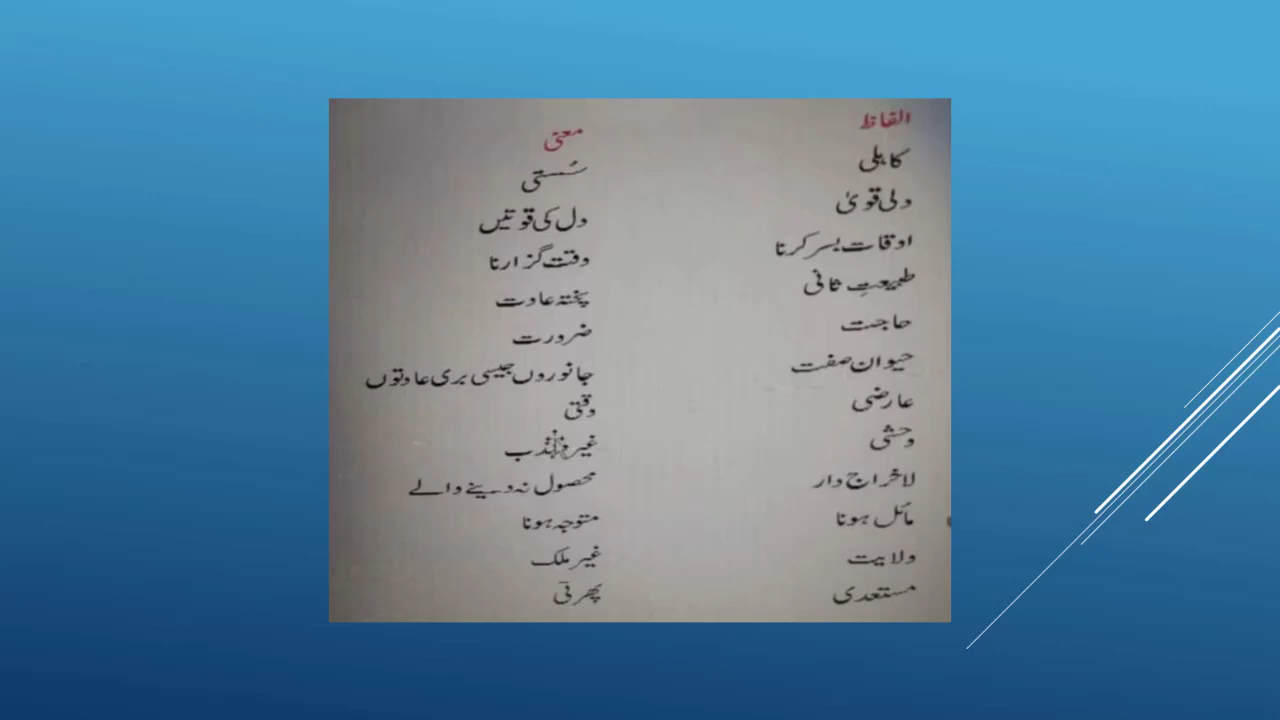 الفاظ معنی
کاہلی سُستی
دلی قویٰ دل کی قوتیں
اوقات بسر کرنا وقت گزارنا
طبیعتِ ثانی پختہ عادت
حاجت ضرورت
حیوان صفت جانوروں جیسی بری عادتوں
عارضی وقتی
وحشی غیر مہذب
لاخراج دار محصول نہ دینے والے
مائل ہونا متوجہ ہونا
ولایت غیر ملک
مستعدی پھرتی